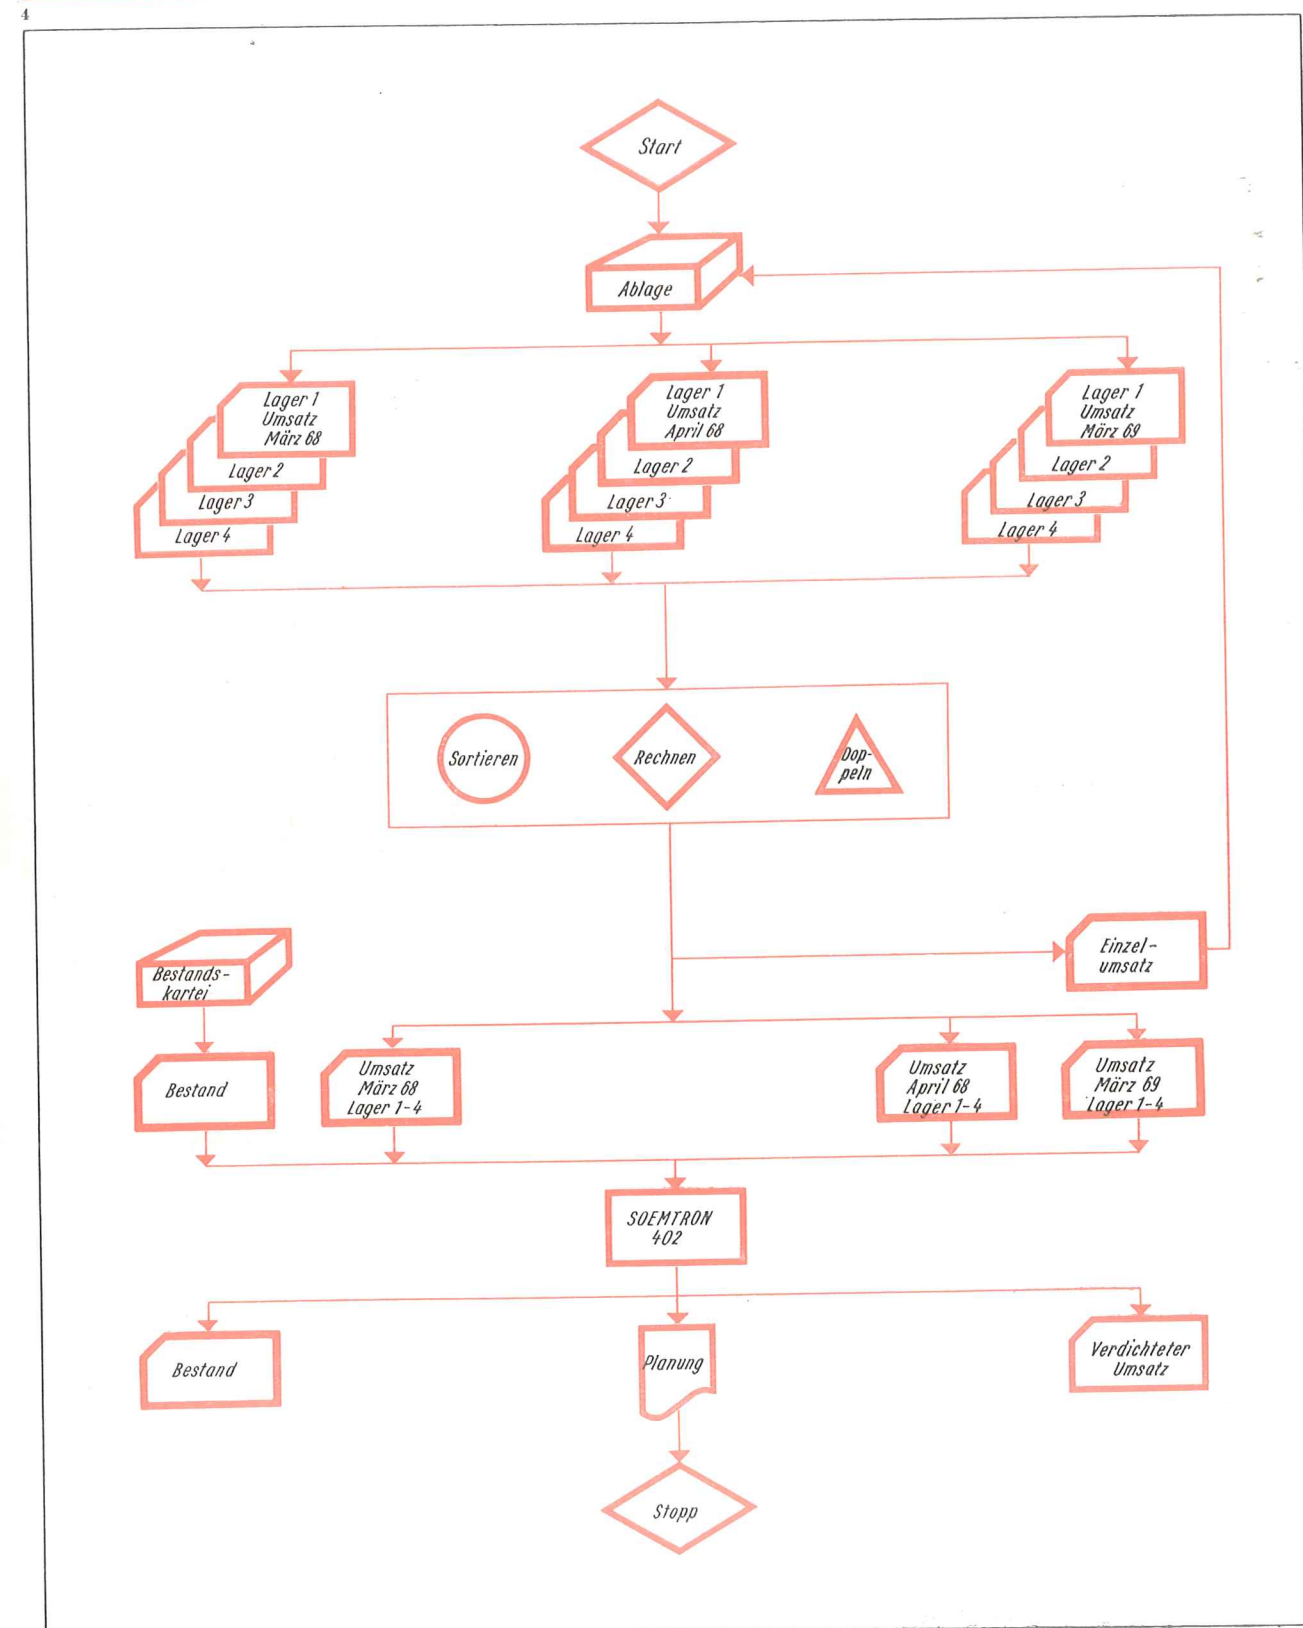 4
Start
Ablage
Lager 1
Umsatz
März 68
Lager 2
Lager 3
Lager 4
Lager 1
Umsatz
April 68
Lager 2
Lager 3
Lager 4
Lager 1
Umsatz
März 69
Lager 2
Lager 3
Lager 4
Sortieren
Rechnen
Dop-
peln
Einzel-
umsatz
Bestands-
kartei
Bestand
Umsatz
März 68
Lager 1-4
Umsatz
April 68
Lager 1-4
Umsatz
März 69
Lager 1-4
SOEMTRON
402
Bestand
Planung
Verdichteter
Umsatz
Stopp